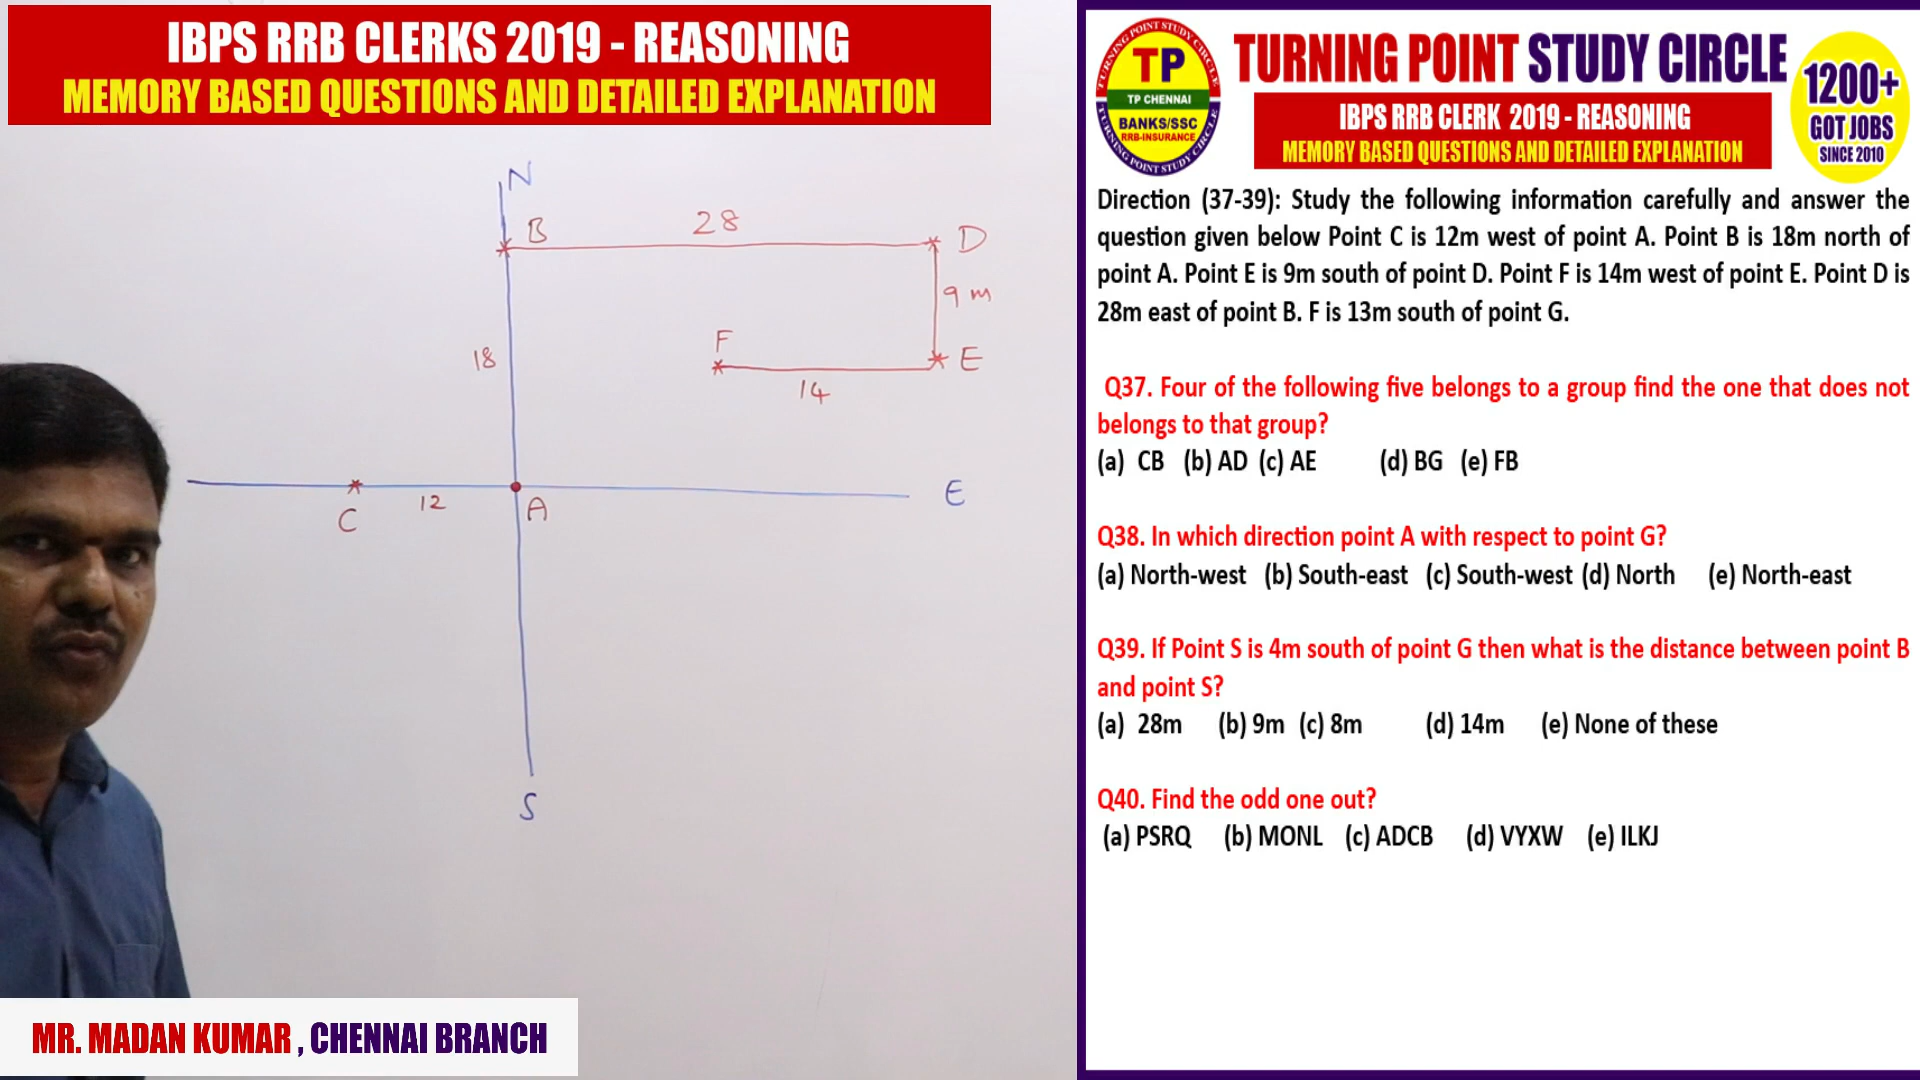 IBPS RRB CLERKS 2019 - REASONING
MEMORY BASED QUESTIONS AND DETAILED EXPLANATION
N
B
28
D
9 m
18
F
E
14
C
12
A
E
S
MR. MADAN KUMAR , CHENNAI BRANCH
TURNING POINT STUDY CIRCLE
TP
TP CHENNAI
BANKS/SSC
RRB-INSURANCE
TURNING POINT STUDY CIRCLE
TURNING POINT STUDY CIRCLE
IBPS RRB CLERK 2019 - REASONING
MEMORY BASED QUESTIONS AND DETAILED EXPLANATION
1200+
GOT JOBS
SINCE 2010
Direction (37-39): Study the following information carefully and answer the
question given below Point C is 12m west of point A. Point B is 18m north of
point A. Point E is 9m south of point D. Point F is 14m west of point E. Point D is
28m east of point B. F is 13m south of point G.
Q37. Four of the following five belongs to a group find the one that does not
belongs to that group?
(a) CB (b) AD (c) AE (d) BG (e) FB
Q38. In which direction point A with respect to point G?
(a) North-west (b) South-east (c) South-west (d) North (e) North-east
Q39. If Point S is 4m south of point G then what is the distance between point B
and point S?
(a) 28m (b) 9m (c) 8m (d) 14m (e) None of these
Q40. Find the odd one out?
(a) PSRQ (b) MONL (c) ADCB (d) VYXW (e) ILKJ